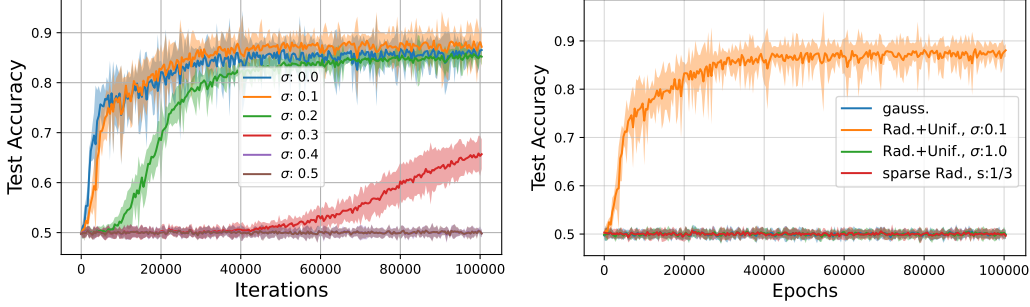 Test Accuracy
0.9
0.8
0.7
0.6
0.5
σ: 0.0
σ: 0.1
σ: 0.2
σ: 0.3
σ: 0.4
σ: 0.5
0 20000 40000 60000 80000 100000
Iterations
Test Accuracy
0.9
0.8
0.7
0.6
0.5
gauss.
Rad.+Unif., σ:0.1
Rad.+Unif., σ:1.0
sparse Rad., s:1/3
0 20000 40000 60000 80000 100000
Epochs